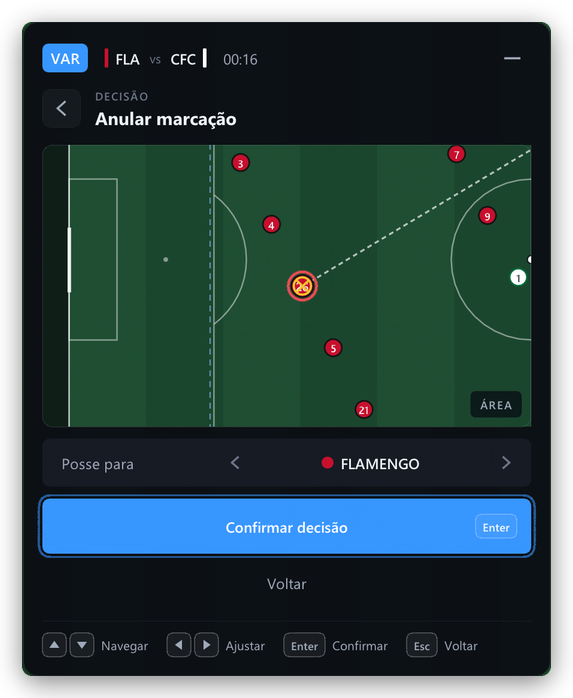 VAR FLA vs CFC 00:16
DECISÃO
Anular marcação
3
7
4
9
1
5
21
ÁREA
Posse para FLAMENGO
Confirmar decisão Enter
Voltar
Navegar Ajustar Enter Confirmar Esc Voltar